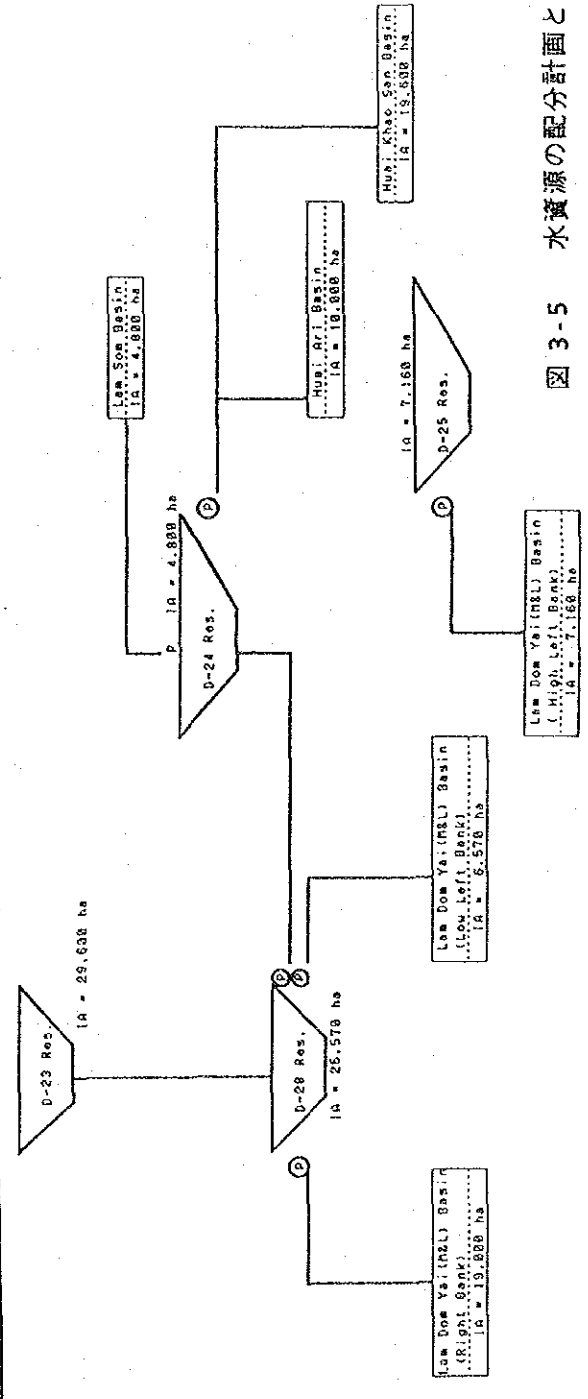 D-23 Res.
IA = 29.600 ha
D-28 Res.
IA = 26.570 ha
P
P
P
Lam Dom Yai(M&L) Basin
(Right Bank)
IA = 19.000 ha
Lam Dom Yai(M&L) Basin
(Low Left Bank)
IA = 6.570 ha
Lam Som Basin
IA = 4.800 ha
P IA = 4.800 ha
D-24 Res.
P
Huai Ari Basin
IA = 10.800 ha
Huai Khao San Basin
IA = 19.600 ha
IA = 7.160 ha
D-25 Res.
P
Lam Dom Yai(M&L) Basin
( High Left Bank)
IA = 7.160 ha
図 3-5 水資源の配分計画と